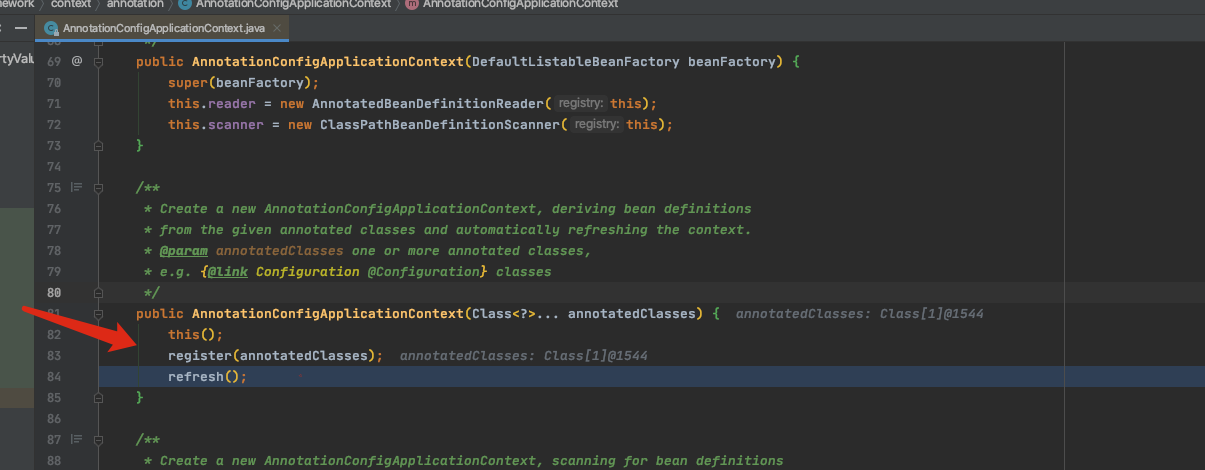 nework > context > annotation > AnnotationConfigApplicationContext > m AnnotationConfigApplicationContext
AnnotationConfigApplicationContext.java
rtyValu
69 @ public AnnotationConfigApplicationContext(DefaultListableBeanFactory beanFactory) {
70 super(beanFactory);
71 this.reader = new AnnotatedBeanDefinitionReader( registry: this);
72 this.scanner = new ClassPathBeanDefinitionScanner( registry: this);
73 }
74
75 /**
76 * Create a new AnnotationConfigApplicationContext, deriving bean definitions
77 * from the given annotated classes and automatically refreshing the context.
78 * @param annotatedClasses one or more annotated classes,
79 * e.g. {@link Configuration @Configuration} classes
80 */
81 public AnnotationConfigApplicationContext(Class<?>... annotatedClasses) { annotatedClasses: Class[1]@1544
82 this();
83 register(annotatedClasses); annotatedClasses: Class[1]@1544
84 refresh();
85 }
86
87 /**
88 * Create a new AnnotationConfigApplicationContext, scanning for bean definitions